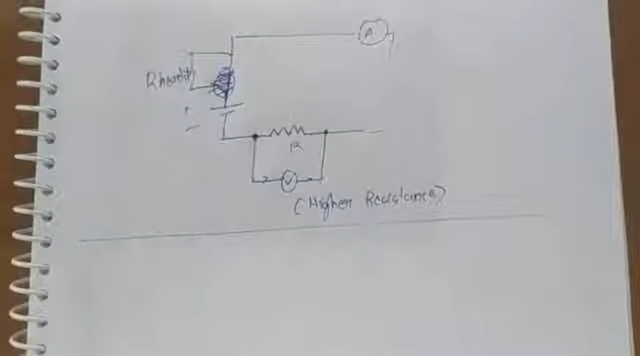 A
Rheostat
+
−
R
V
(Higher Resistance)